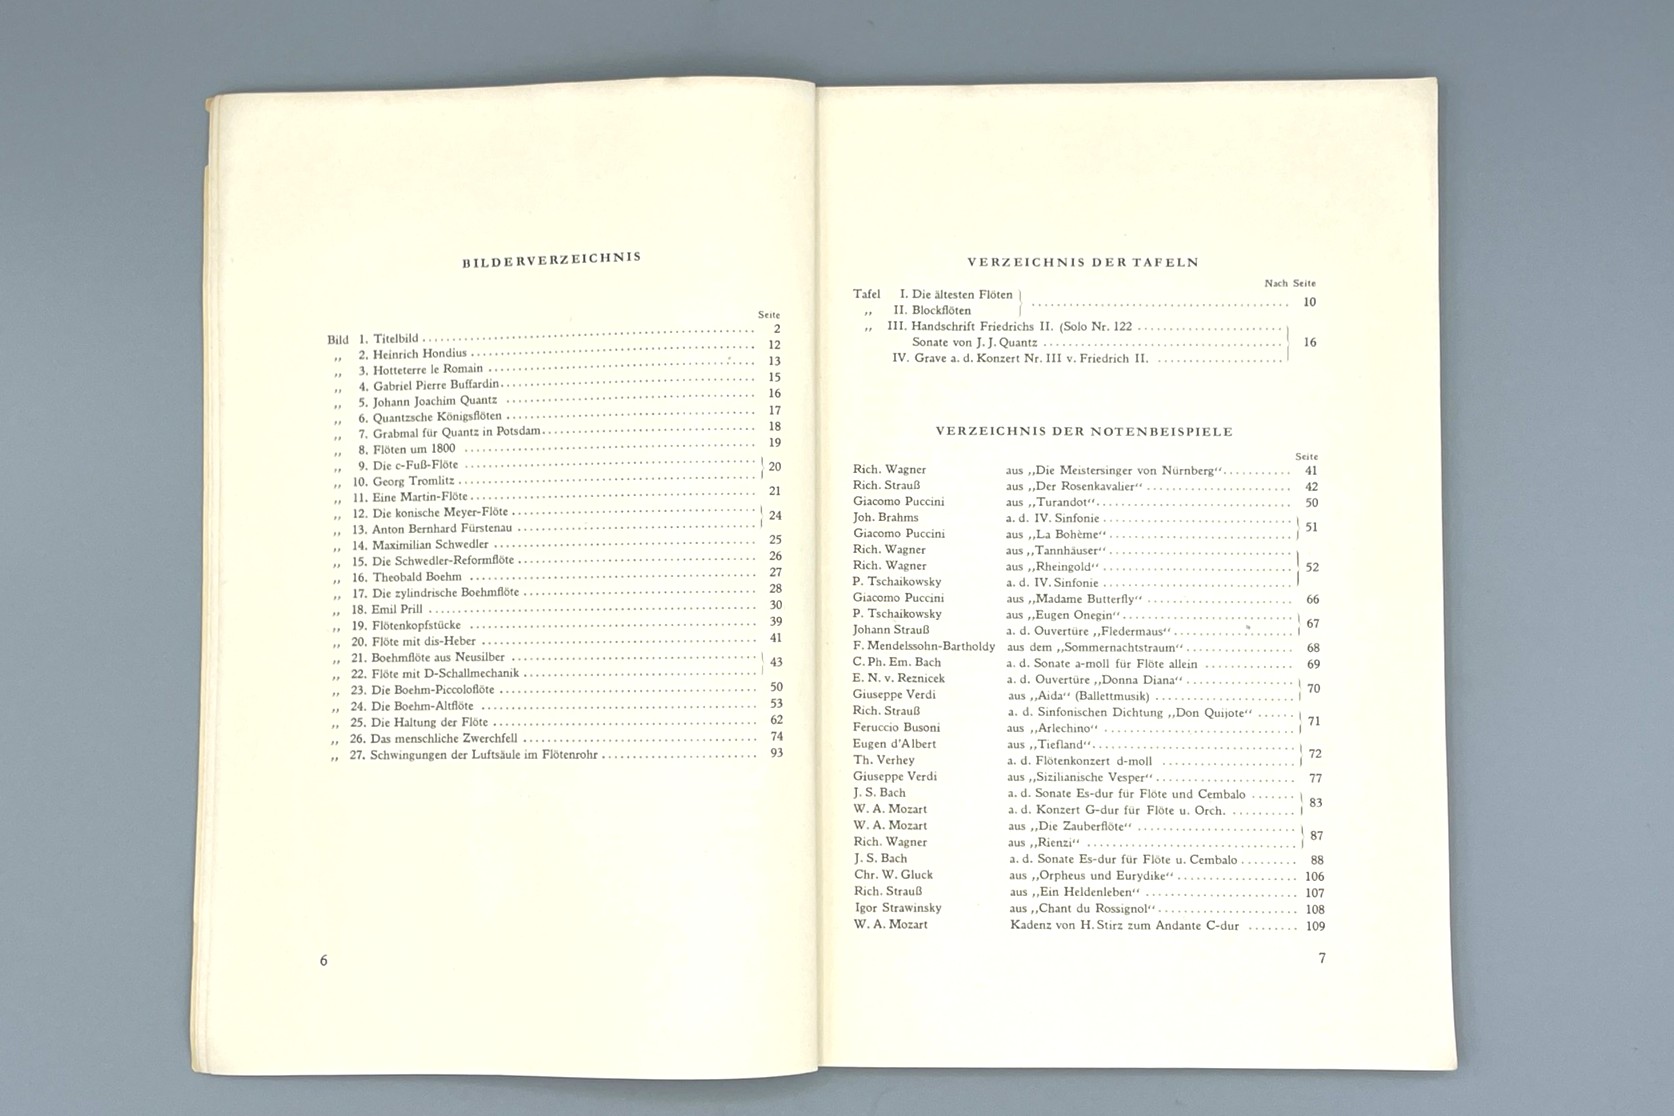 BILDERVERZEICHNIS
Seite
Bild 1. Titelbild . . . . . . . . . . 2
„ 2. Heinrich Hondius . . . . . . . . . . 12
„ 3. Hotteterre le Romain . . . . . . . . . . 13
„ 4. Gabriel Pierre Buffardin . . . . . . . . . . 15
„ 5. Johann Joachim Quantz . . . . . . . . . . 16
„ 6. Quantzsche Königsflöten . . . . . . . . . . 17
„ 7. Grabmal für Quantz in Potsdam . . . . . . . . . . 18
„ 8. Flöten um 1800 . . . . . . . . . . 19
„ 9. Die c-Fuß-Flöte . . . . . . . . . .
20
„ 10. Georg Tromlitz . . . . . . . . . .
„ 11. Eine Martin-Flöte . . . . . . . . . . 21
„ 12. Die konische Meyer-Flöte . . . . . . . . . .
24
„ 13. Anton Bernhard Fürstenau . . . . . . . . . .
„ 14. Maximilian Schwedler . . . . . . . . . . 25
„ 15. Die Schwedler-Reformflöte . . . . . . . . . . 26
„ 16. Theobald Boehm . . . . . . . . . . 27
„ 17. Die zylindrische Boehmflöte . . . . . . . . . . 28
„ 18. Emil Prill . . . . . . . . . . 30
„ 19. Flötenkopfstücke . . . . . . . . . . 39
„ 20. Flöte mit dis-Heber . . . . . . . . . . 41
„ 21. Boehmflöte aus Neusilber . . . . . . . . . .
43
„ 22. Flöte mit D-Schallmechanik . . . . . . . . . .
„ 23. Die Boehm-Piccoloflöte . . . . . . . . . . 50
„ 24. Die Boehm-Altflöte . . . . . . . . . . 53
„ 25. Die Haltung der Flöte . . . . . . . . . . 62
„ 26. Das menschliche Zwerchfell . . . . . . . . . . 74
„ 27. Schwingungen der Luftsäule im Flötenrohr . . . . . . . . . . 93
6
VERZEICHNIS DER TAFELN
Nach Seite
Tafel I. Die ältesten Flöten
. . . . . . . . . . 10
„ II. Blockflöten
„ III. Handschrift Friedrichs II. (Solo Nr. 122 . . . . . . . . . .
Sonate von J. J. Quantz . . . . . . . . . . 16
IV. Grave a. d. Konzert Nr. III v. Friedrich II. . . . . . . . . . .
VERZEICHNIS DER NOTENBEISPIELE
Seite
Rich. Wagner aus „Die Meistersinger von Nürnberg“ . . . . . . . . . . 41
Rich. Strauß aus „Der Rosenkavalier“ . . . . . . . . . . 42
Giacomo Puccini aus „Turandot“ . . . . . . . . . . 50
Joh. Brahms a. d. IV. Sinfonie . . . . . . . . . .
51
Giacomo Puccini aus „La Bohème“ . . . . . . . . . .
Rich. Wagner aus „Tannhäuser“ . . . . . . . . . .
Rich. Wagner aus „Rheingold“ . . . . . . . . . . 52
P. Tschaikowsky a. d. IV. Sinfonie . . . . . . . . . .
Giacomo Puccini aus „Madame Butterfly“ . . . . . . . . . . 66
P. Tschaikowsky aus „Eugen Onegin“ . . . . . . . . . .
67
Johann Strauß a. d. Ouvertüre „Fledermaus“ . . . . . . . . . .
F. Mendelssohn-Bartholdy aus dem „Sommernachtstraum“ . . . . . . . . . . 68
C. Ph. Em. Bach a. d. Sonate a-moll für Flöte allein . . . . . . . . . . 69
E. N. v. Reznicek a. d. Ouvertüre „Donna Diana“ . . . . . . . . . .
70
Giuseppe Verdi aus „Aida“ (Ballettmusik) . . . . . . . . . .
Rich. Strauß a. d. Sinfonischen Dichtung „Don Quijote“ . . . . . .
71
Feruccio Busoni aus „Arlechino“ . . . . . . . . . .
Eugen d'Albert aus „Tiefland“ . . . . . . . . . .
72
Th. Verhey a. d. Flötenkonzert d-moll . . . . . . . . . .
Giuseppe Verdi aus „Sizilianische Vesper“ . . . . . . . . . . 77
J. S. Bach a. d. Sonate Es-dur für Flöte und Cembalo . . . . . . .
83
W. A. Mozart a. d. Konzert G-dur für Flöte u. Orch. . . . . . . . . . .
W. A. Mozart aus „Die Zauberflöte“ . . . . . . . . . .
87
Rich. Wagner aus „Rienzi“ . . . . . . . . . .
J. S. Bach a. d. Sonate Es-dur für Flöte u. Cembalo . . . . . . . . . 88
Chr. W. Gluck aus „Orpheus und Eurydike“ . . . . . . . . . . 106
Rich. Strauß aus „Ein Heldenleben“ . . . . . . . . . . 107
Igor Strawinsky aus „Chant du Rossignol“ . . . . . . . . . . 108
W. A. Mozart Kadenz von H. Stirz zum Andante C-dur . . . . . . . . 109
7